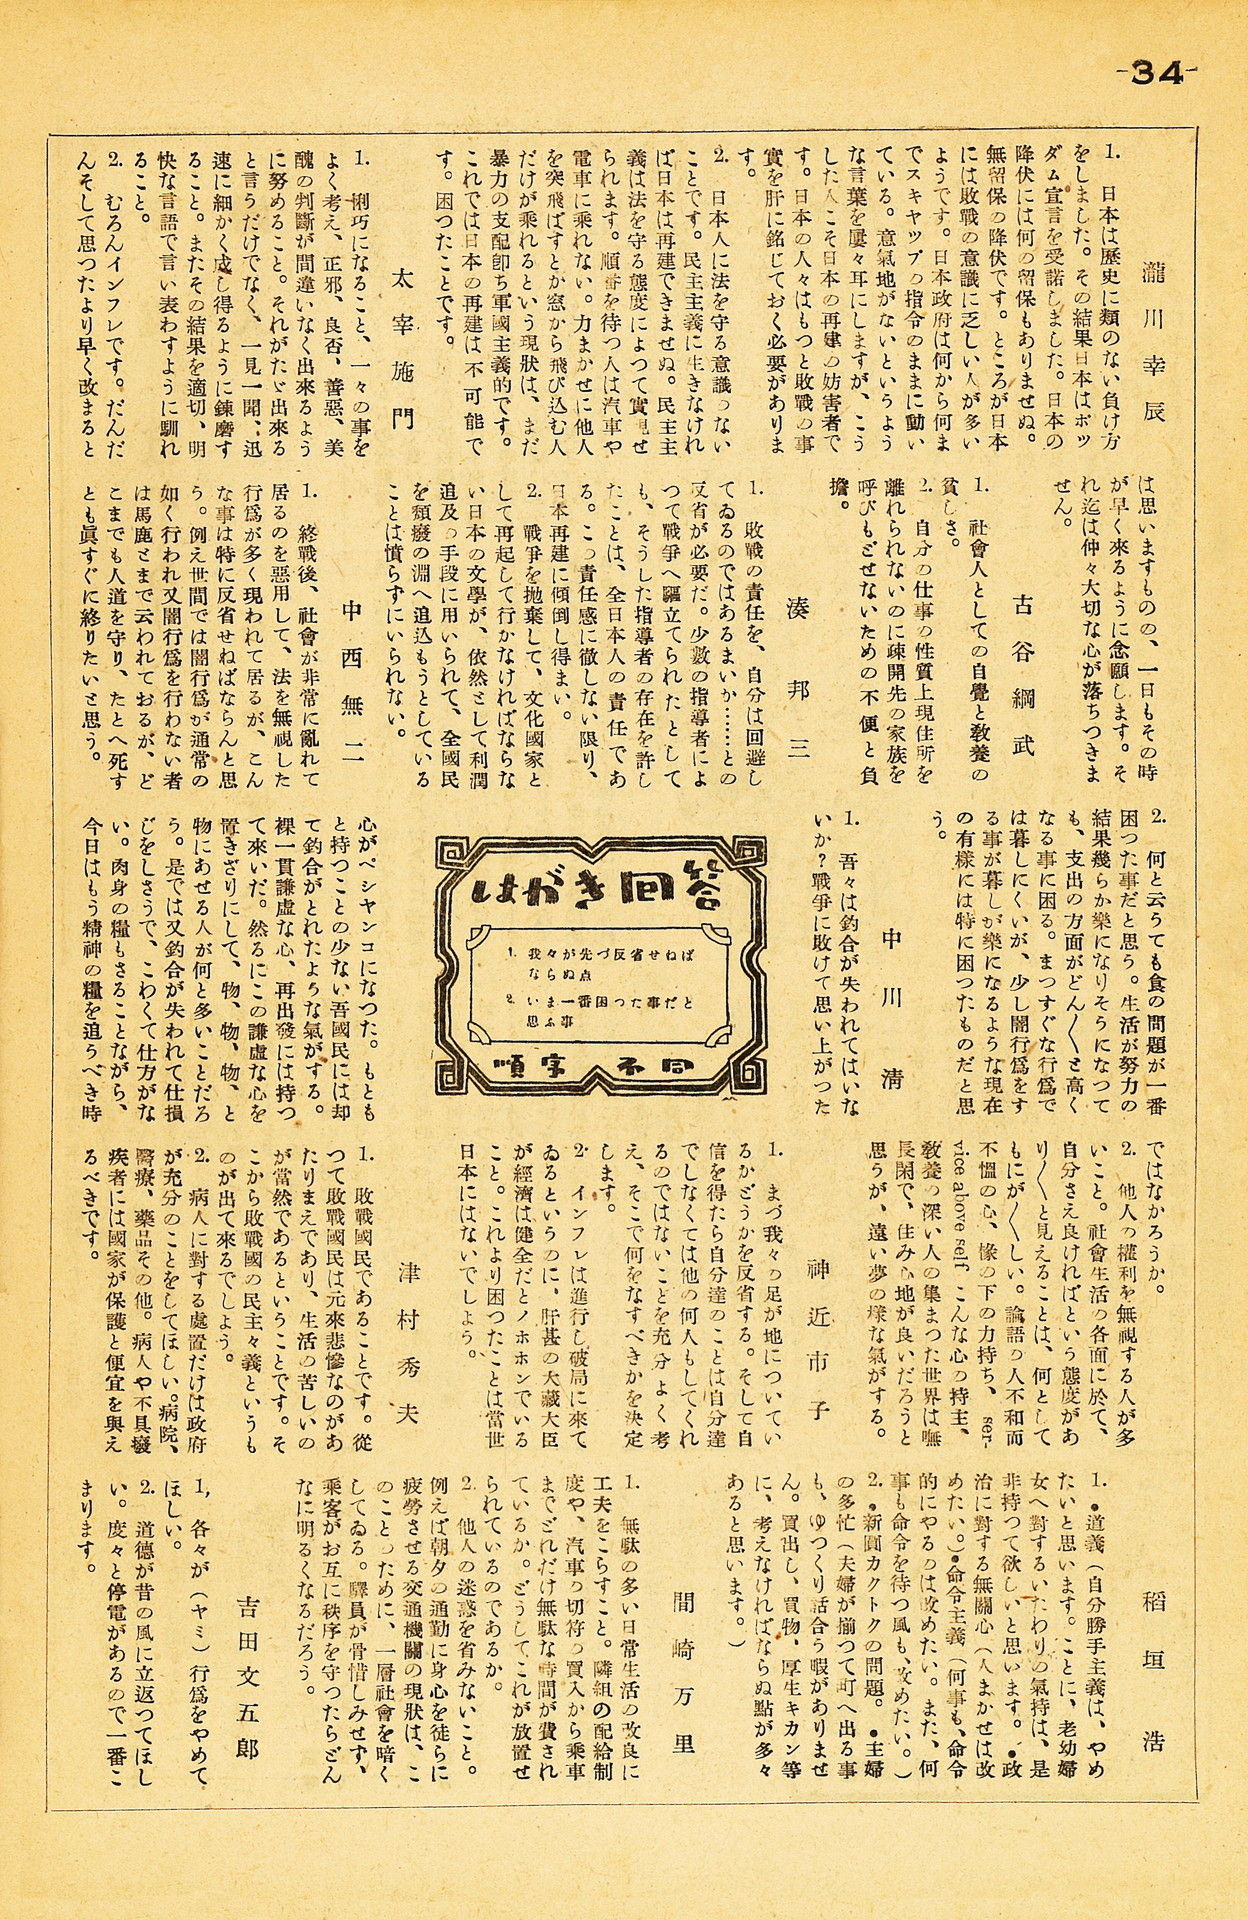 -34-
瀧川幸辰
1. 日本は歴史に類のない負け方
をしました。その結果日本はポツ
ダム宣言を受諾しました。日本の
降伏には何の留保もありませぬ。
無留保の降伏です。ところが日本
には敗戰の意識に乏しい人が多い
ようです。日本政府は何から何ま
でスキヤツプの指令のままに動い
ている。意氣地がないというよう
な言葉を屢々耳にしますが、こう
した人こそ日本の再建の妨害者で
す。日本の人々はもつと敗戰の事
實を肝に銘じておく必要がありま
す。
2. 日本人に法を守る意識のない
ことです。民主主義に生きなけれ
ば日本は再建できませぬ。民主主
義は法を守る態度によつて實現せ
られます。順番を待つ人は汽車や
電車に乘れない。力まかせに他人
を突飛ばすとか窓から飛び込む人
だけが乘れるという現狀は、まだ
暴力の支配卽ち軍國主義的です。
これでは日本の再建は不可能で
す。困つたことです。
太宰施門
1. 悧巧になること、一々の事を
よく考え、正邪、良否、善惡、美
醜の判斷が間違いなく出來るよう
に努めること。それがたゞ出來る
と言うだけでなく、一見一聞、迅
速に細かく成し得るように鍊磨す
ること。またその結果を適切、明
快な言語で言い表わすように馴れ
ること。
2. むろんインフレです。だんだ
んそして思つたより早く改まると
は思いますものの、一日もその時
が早く來るように念願します。そ
れ迄は仲々大切な心が落ちつきま
せん。
古谷綱武
1. 社會人としての自覺と敎養の
貧しさ。
2. 自分の仕事の性質上現住所を
離れられないのに疎開先の家族を
呼びもどせないための不便と負
擔。
湊邦三
1. 敗戰の責任を、自分は回避し
てゐるのではあるまいか……との
反省が必要だ。少數の指導者によ
つて戰爭へ驅立てられたとして
も、そうした指導者の存在を許し
たことは、全日本人の責任であ
る。この責任感に徹しない限り、
日本再建に傾倒し得まい。
2. 戰爭を抛棄して、文化國家と
して再起して行かなければならな
い日本の文學が、依然として利潤
追及の手段に用いられて、全國民
を頽癈の淵へ追込もうとしている
ことは憤らずにいられない。
中西無二
1. 終戰後、社會が非常に亂れて
居るのを惡用して、法を無視した
行爲が多く現われて居るが、こん
な事は特に反省せねばならんと思
う。例え世間では闇行爲が通常の
如く行われ又闇行爲を行わない者
は馬鹿とまで云われておるが、ど
こまでも人道を守り、たとへ死す
とも眞すぐに終りたいと思う。
2. 何と云うても食の問題が一番
困つた事だと思う。生活が努力の
結果幾らか樂になりそうになつて
も、支出の方面がどん〳〵と高く
なる事に困る。まつすぐな行爲で
は暮しにくいが、少し闇行爲をす
る事が暮しが樂になるような現在
の有樣には特に困つたものだと思
う。
中川淸
1. 吾々は釣合が失われてはいな
いか?戰爭に敗けて思い上がつた
はがき回答
1. 我々が先づ反省せねば
ならぬ点
2. いま一番困つた事だと
思ふ事
順序 不同
心がペシヤンコになつた。もとも
と持つことの少ない吾國民には却
て釣合がとれたような氣がする。
裸一貫謙虛な心、再出發には持つ
て來いだ。然るにこの謙虛な心を
置きざりにして、物、物、物、と
物にあせる人が何と多いことだろ
う。是では又釣合が失われて仕損
じをしさうで、こわくて仕方がな
い。肉身の糧もさることながら、
今日はもう精神の糧を追うべき時
ではなかろうか。
2. 他人の權利を無視する人が多
いこと。社會生活の各面に於て、
自分さえ良ければという態度があ
り〳〵と見えることは、何として
もにが〳〵しい。論語の人不和而
不慍の心、椽の下の力持ち、ser-
vice above self こんな心の持主、
敎養の深い人の集まつた世界は嘸
長閑で、住み心地が良いだろうと
思うが、遠い夢の樣な氣がする。
神近市子
1. まづ我々の足が地についてい
るかどうかを反省する。そして自
信を得たら自分達のことは自分達
でしなくては他の何人もしてくれ
るのではないことを充分よく考
え、そこで何をなすべきかを決定
します。
2. インフレは進行し破局に來て
ゐるというのに、肝甚の大藏大臣
が經濟は健全だとノホホンでいる
こと。これより困つたことは當世
日本にはないでしよう。
津村秀夫
1. 敗戰國民であることです。從
つて敗戰國民は元來悲慘なのがあ
たりまえであり、生活の苦しいの
が當然であるということです。そ
こから敗戰國の民主々義というも
のが出て來るでしよう。
2. 病人に對する處置だけは政府
が充分のことをしてほしい。病院、
醫療、藥品その他。病人や不具癈
疾者には國家が保護と便宜を與え
るべきです。
稻垣浩
1. ●道義(自分勝手主義は、やめ
たいと思います。ことに、老幼婦
女へ對するいたわりの氣持は、是
非持つて欲しいと思います。●政
治に對する無關心(人まかせは改
めたい。)●命令主義(何事も、命令
的にやるのは改めたい。また、何
事も命令を待つ風も、改めたい。)
2. ●新圓カクトクの問題。●主婦
の多忙(夫婦が揃つて町へ出る事
も、ゆつくり話合う暇がありませ
ん。買出し、買物、厚生キカン等
に、考えなければならぬ點が多々
あると思います。)
間崎万里
1. 無駄の多い日常生活の改良に
工夫をこらすこと。隣組の配給制
度や、汽車の切符の買入から乘車
までどれだけ無駄な時間が費され
ているか。どうしてこれが放置せ
られているのであるか。
2. 他人の迷惑を省みないこと。
例えば朝夕の通勤に身心を徒らに
疲勞させる交通機關の現狀は、こ
のことのために、一層社會を暗く
してゐる。驛員が骨惜しみせず、
乘客がお互に秩序を守つたらどん
なに明るくなるだろう。
吉田文五郎
1, 各々が(ヤミ)行爲をやめて
ほしい。
2. 道德が昔の風に立返つてほし
い。度々と停電があるので一番こ
まります。